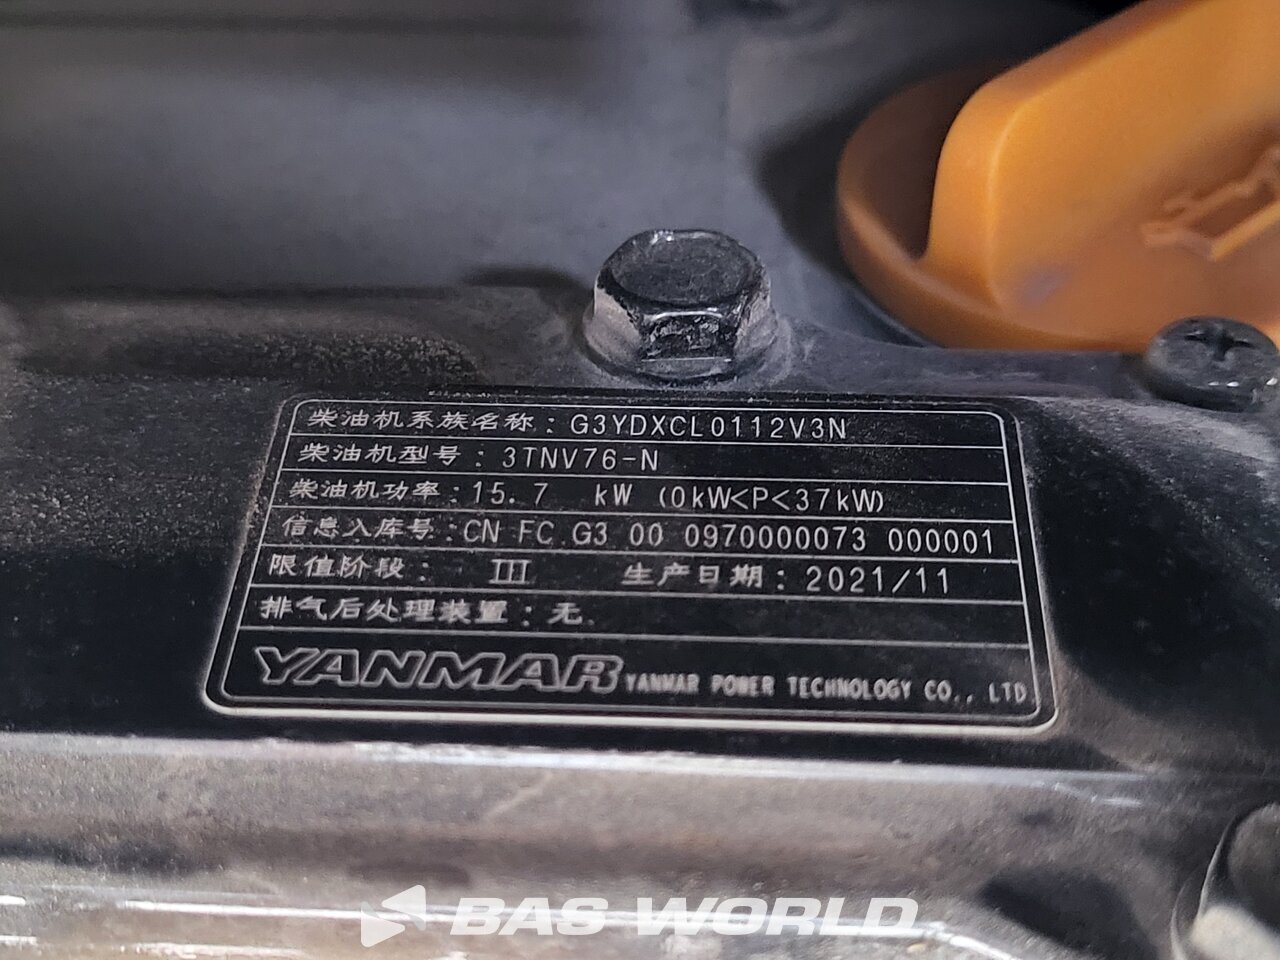 柴油机系族名称：G3YDXCL0112V3N
柴油机型号：3TNV76-N
柴油机功率：15.7 kW (0kW<P<37kW)
信息入库号：CN FC G3 00 0970000073 000001
限值阶段： III 生产日期：2021/11
排气后处理装置：无.
YANMAR YANMAR POWER TECHNOLOGY CO., LTD
BAS WORLD